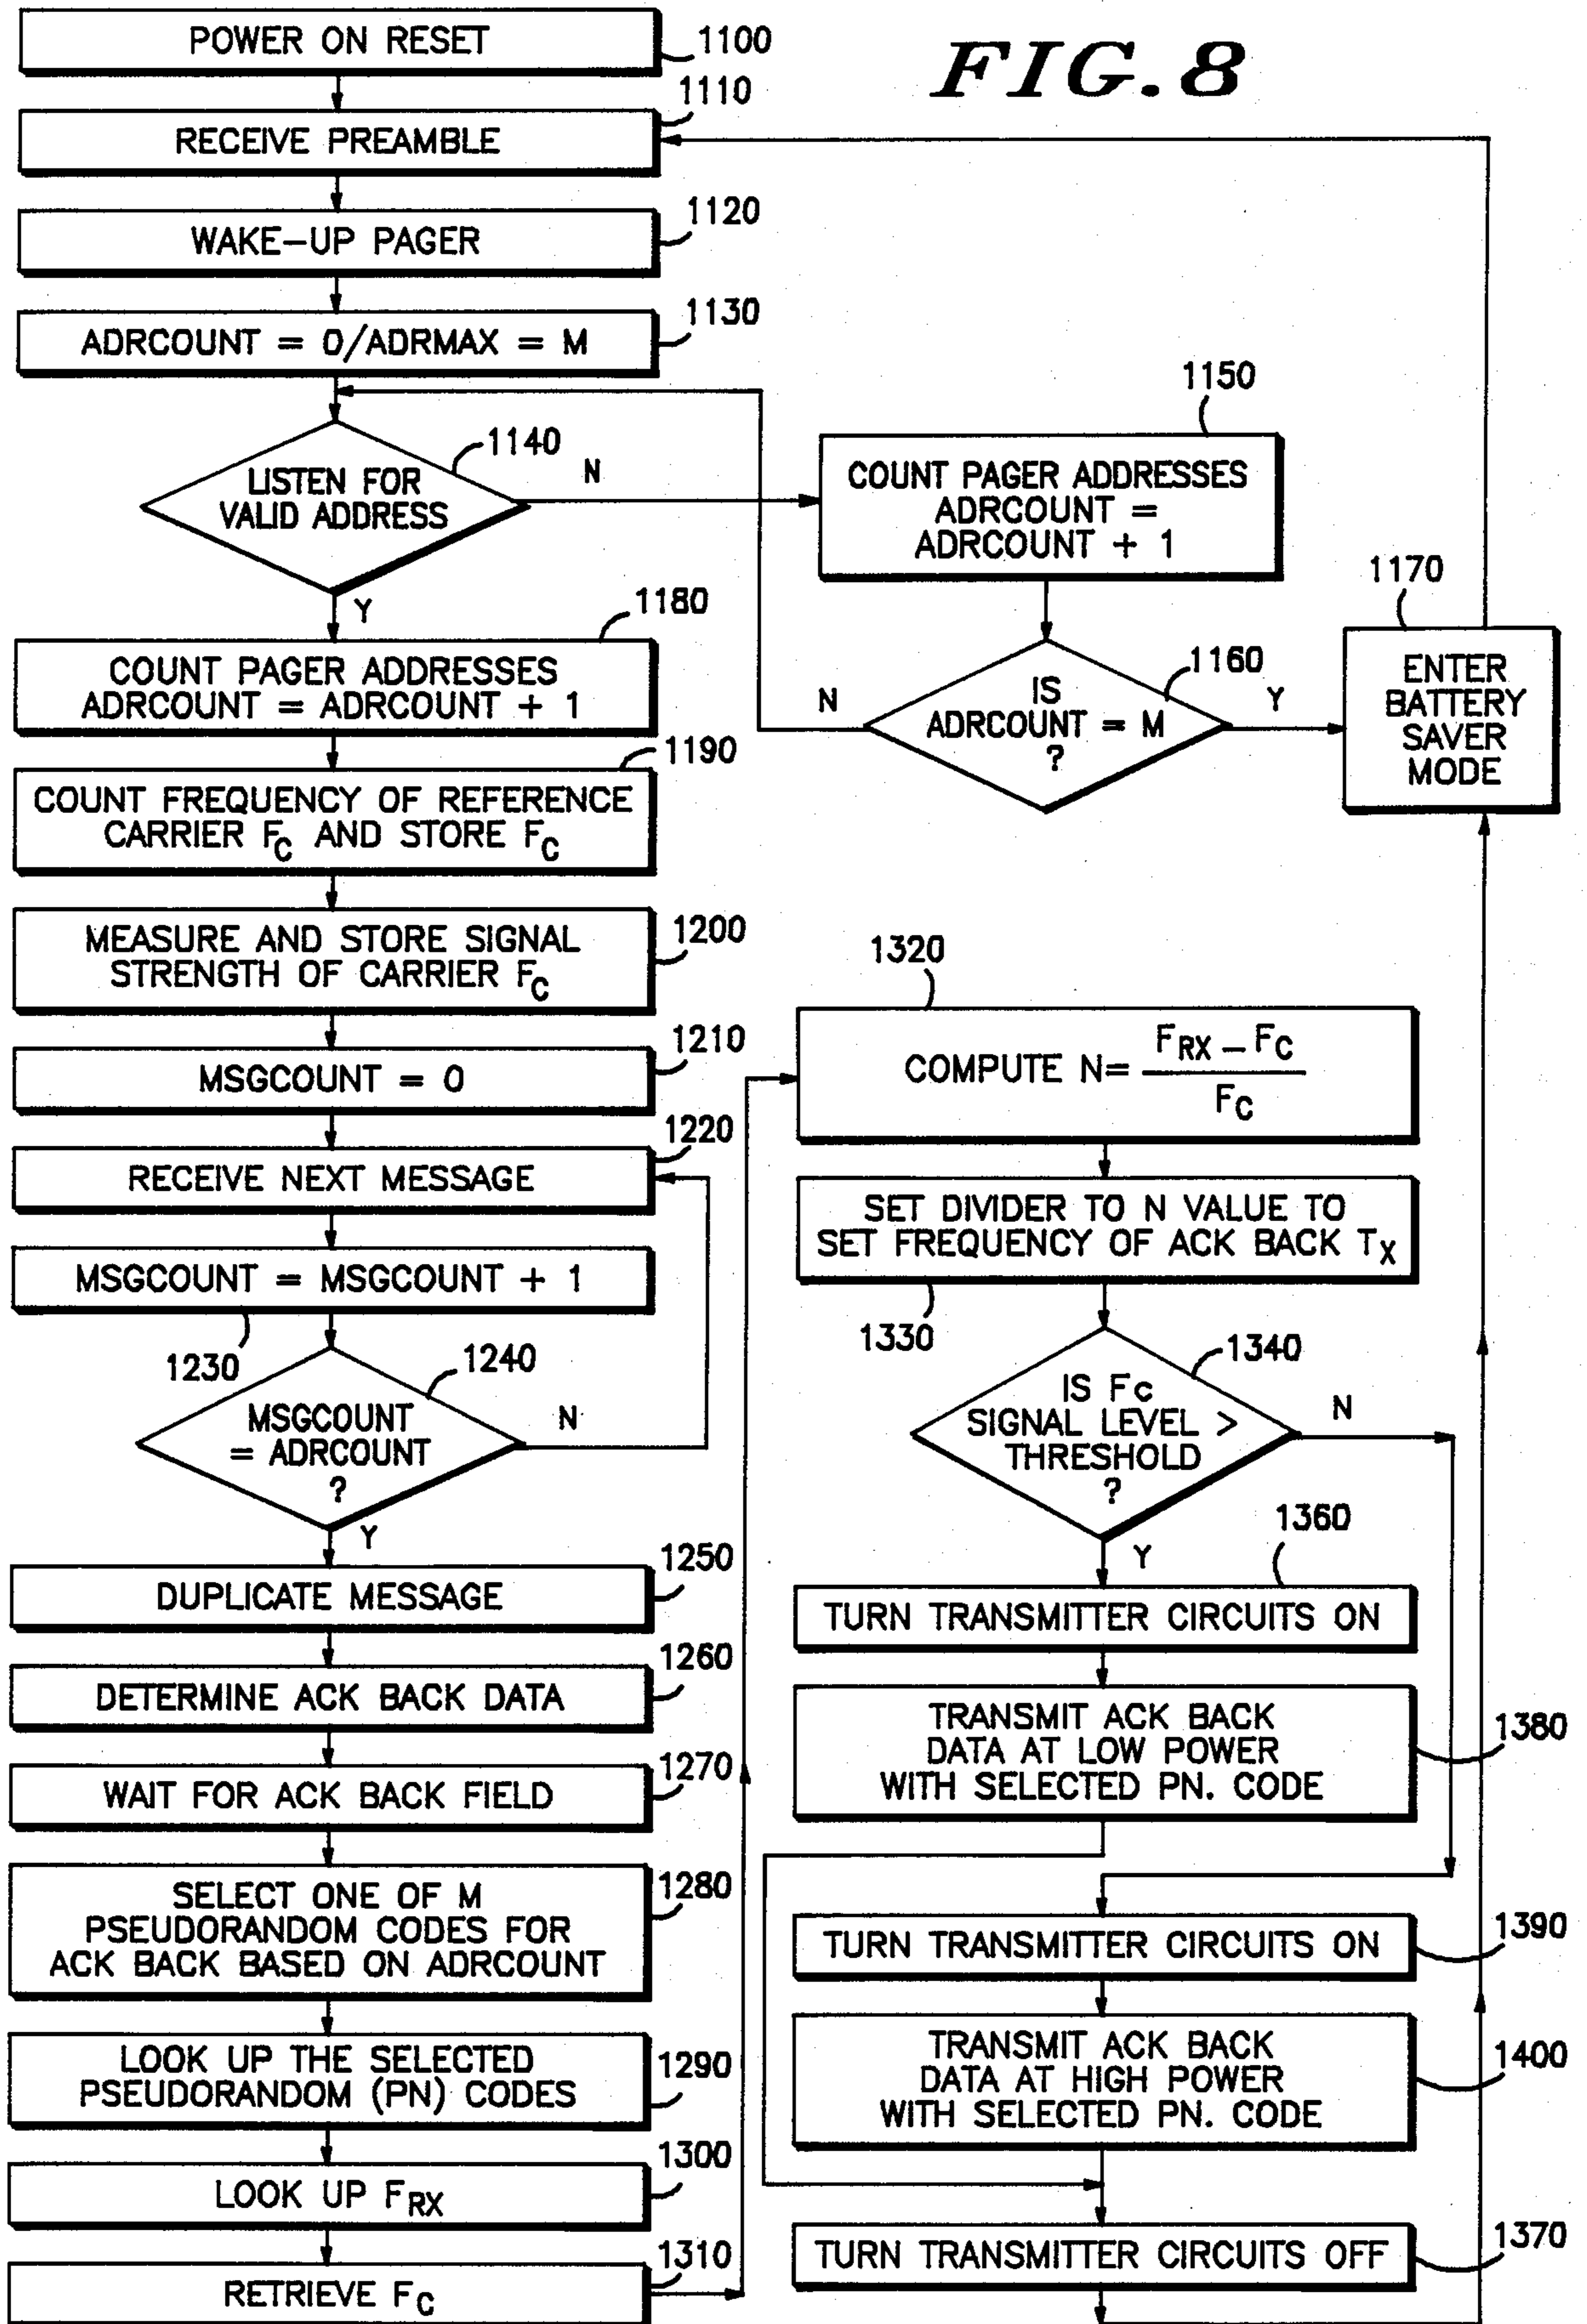 FIG. 8
POWER ON RESET
1100
1110
RECEIVE PREAMBLE
1120
WAKE-UP PAGER
1130
ADRCOUNT = 0/ADRMAX = M
1140
LISTEN FOR
VALID ADDRESS
N
Y
1150
COUNT PAGER ADDRESSES
ADRCOUNT =
ADRCOUNT + 1
1160
IS
ADRCOUNT = M
?
N
Y
1170
ENTER
BATTERY
SAVER
MODE
1180
COUNT PAGER ADDRESSES
ADRCOUNT = ADRCOUNT + 1
1190
COUNT FREQUENCY OF REFERENCE
CARRIER FC AND STORE FC
1200
MEASURE AND STORE SIGNAL
STRENGTH OF CARRIER FC
1210
MSGCOUNT = 0
1220
RECEIVE NEXT MESSAGE
MSGCOUNT = MSGCOUNT + 1
1230
1240
MSGCOUNT
= ADRCOUNT
?
N
Y
1250
DUPLICATE MESSAGE
1260
DETERMINE ACK BACK DATA
1270
WAIT FOR ACK BACK FIELD
1280
SELECT ONE OF M
PSEUDORANDOM CODES FOR
ACK BACK BASED ON ADRCOUNT
1290
LOOK UP THE SELECTED
PSEUDORANDOM (PN) CODES
1300
LOOK UP FRX
1310
RETRIEVE FC
1320
COMPUTE N= FRX – FC
FC
SET DIVIDER TO N VALUE TO
SET FREQUENCY OF ACK BACK TX
1330
1340
IS Fc
SIGNAL LEVEL >
THRESHOLD
?
N
Y
1360
TURN TRANSMITTER CIRCUITS ON
TRANSMIT ACK BACK
DATA AT LOW POWER
WITH SELECTED PN. CODE
1380
TURN TRANSMITTER CIRCUITS ON
1390
TRANSMIT ACK BACK
DATA AT HIGH POWER
WITH SELECTED PN. CODE
1400
TURN TRANSMITTER CIRCUITS OFF
1370